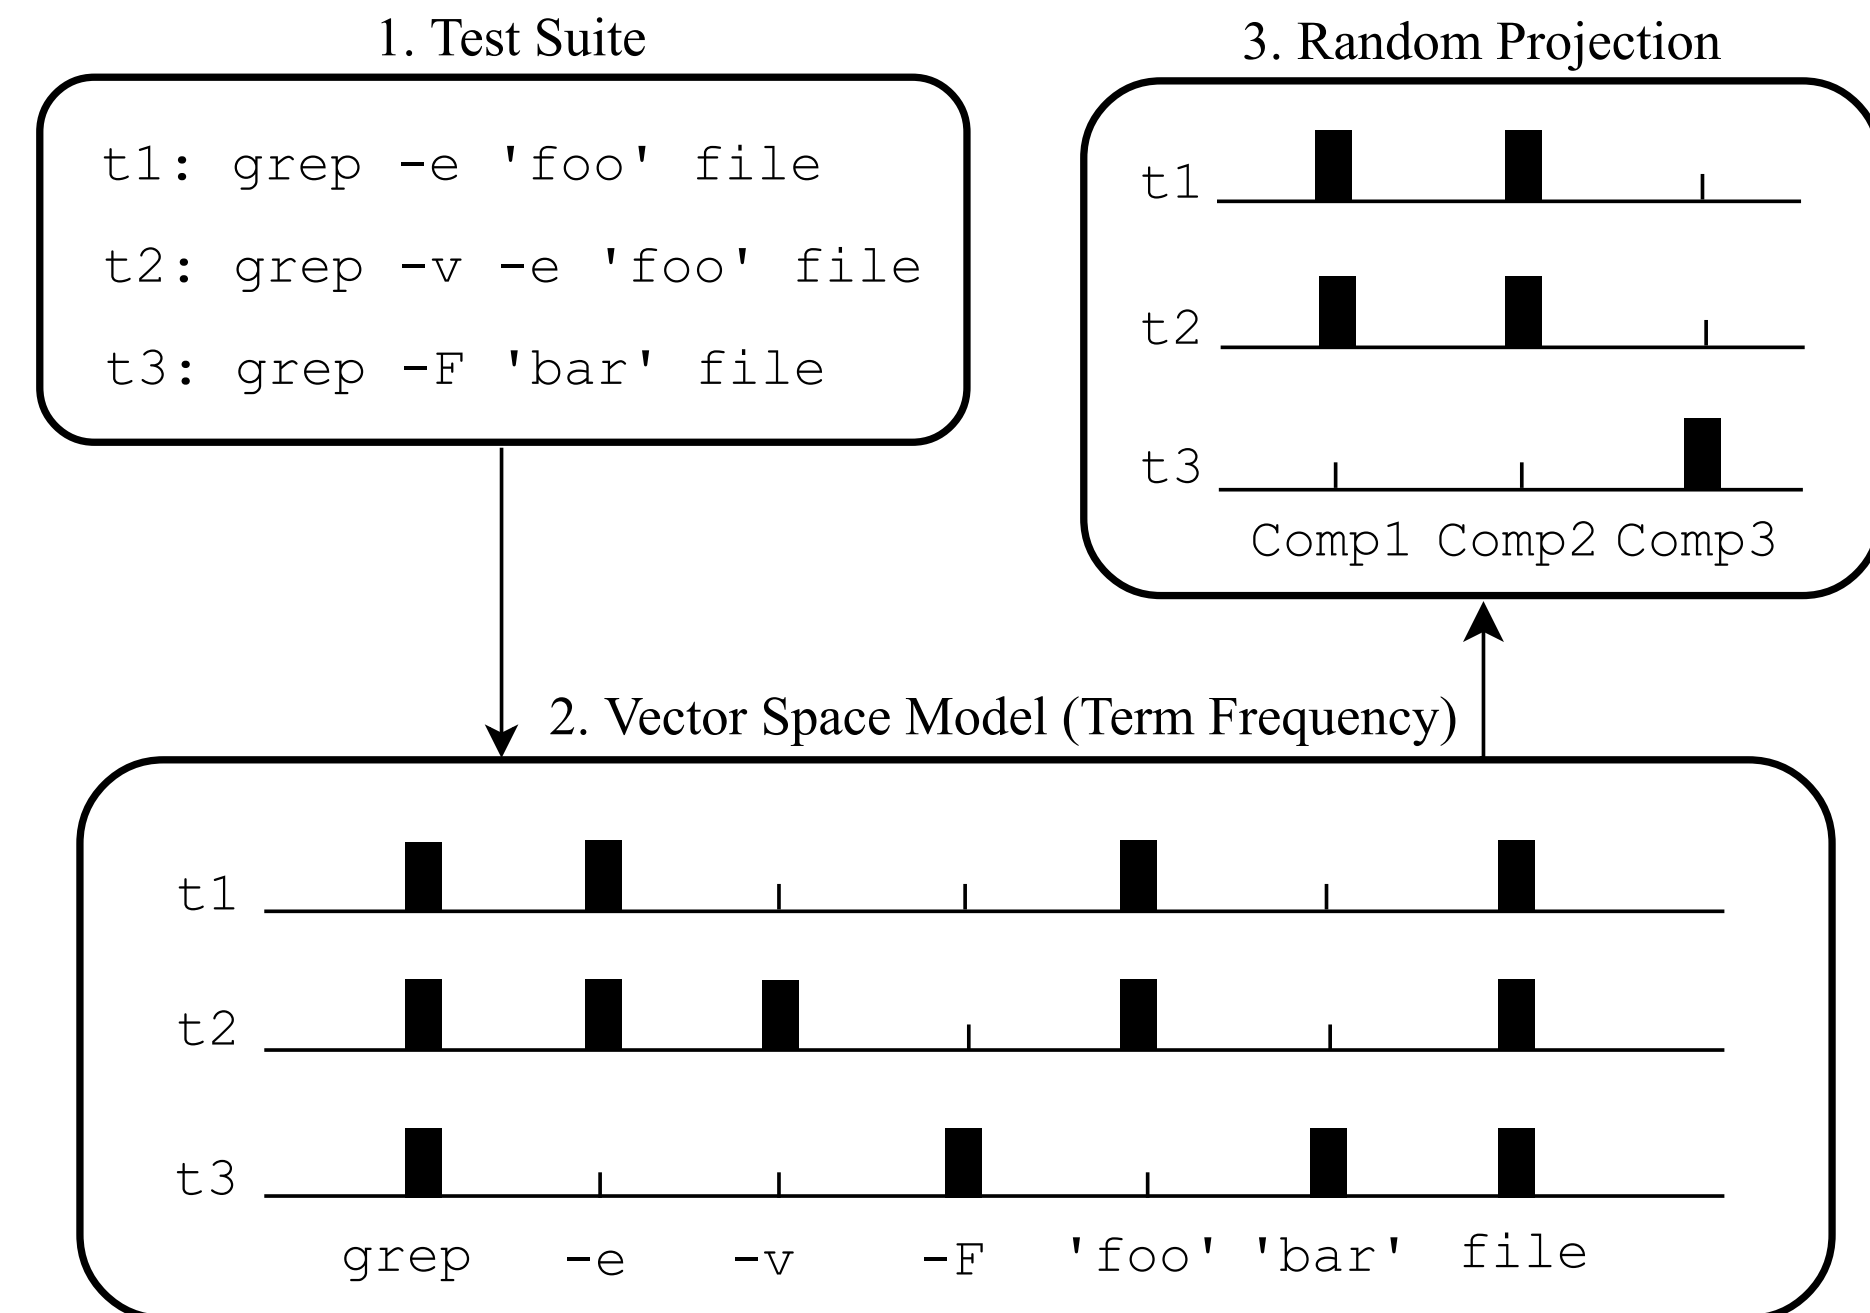 1. Test Suite
t1: grep -e 'foo' file
t2: grep -v -e 'foo' file
t3: grep -F 'bar' file
3. Random Projection
t1
t2
t3
Comp1 Comp2 Comp3
2. Vector Space Model (Term Frequency)
t1
t2
t3
grep -e -v -F 'foo' 'bar' file